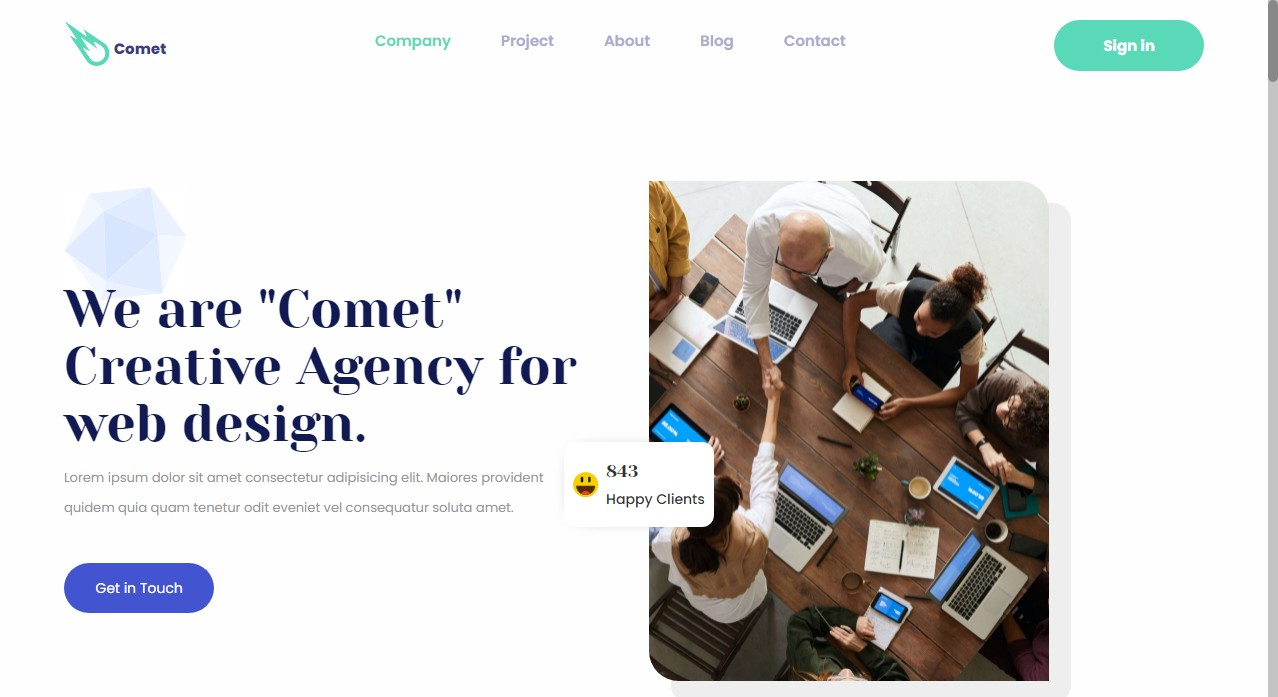 Comet
Company
Project
About
Blog
Contact
Sign in
We are "Comet"
Creative Agency for
web design.
Lorem ipsum dolor sit amet consectetur adipisicing elit. Maiores provident
quidem quia quam tenetur odit eveniet vel consequatur soluta amet.
843
Happy Clients
Get in Touch